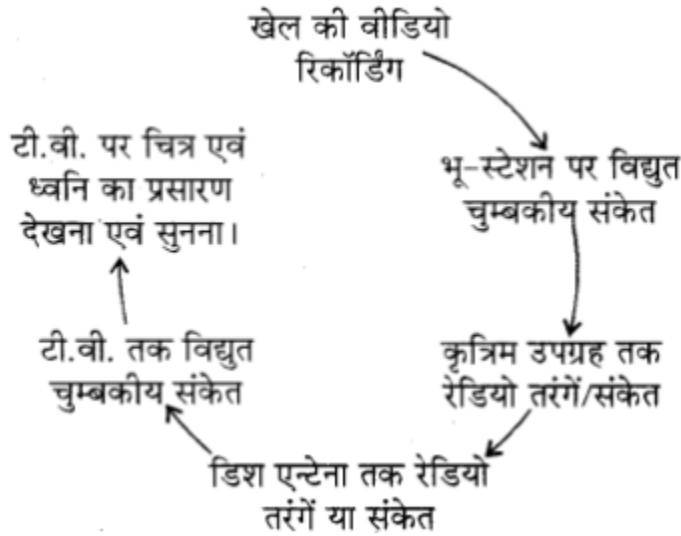 खेल की वीडियो
रिकॉर्डिंग
भू-स्टेशन पर विद्युत
चुम्बकीय संकेत
कृत्रिम उपग्रह तक
रेडियो तरंगें/संकेत
डिश एन्टेना तक रेडियो
तरंगें या संकेत
टी.वी. तक विद्युत
चुम्बकीय संकेत
टी.वी. पर चित्र एवं
ध्वनि का प्रसारण
देखना एवं सुनना।